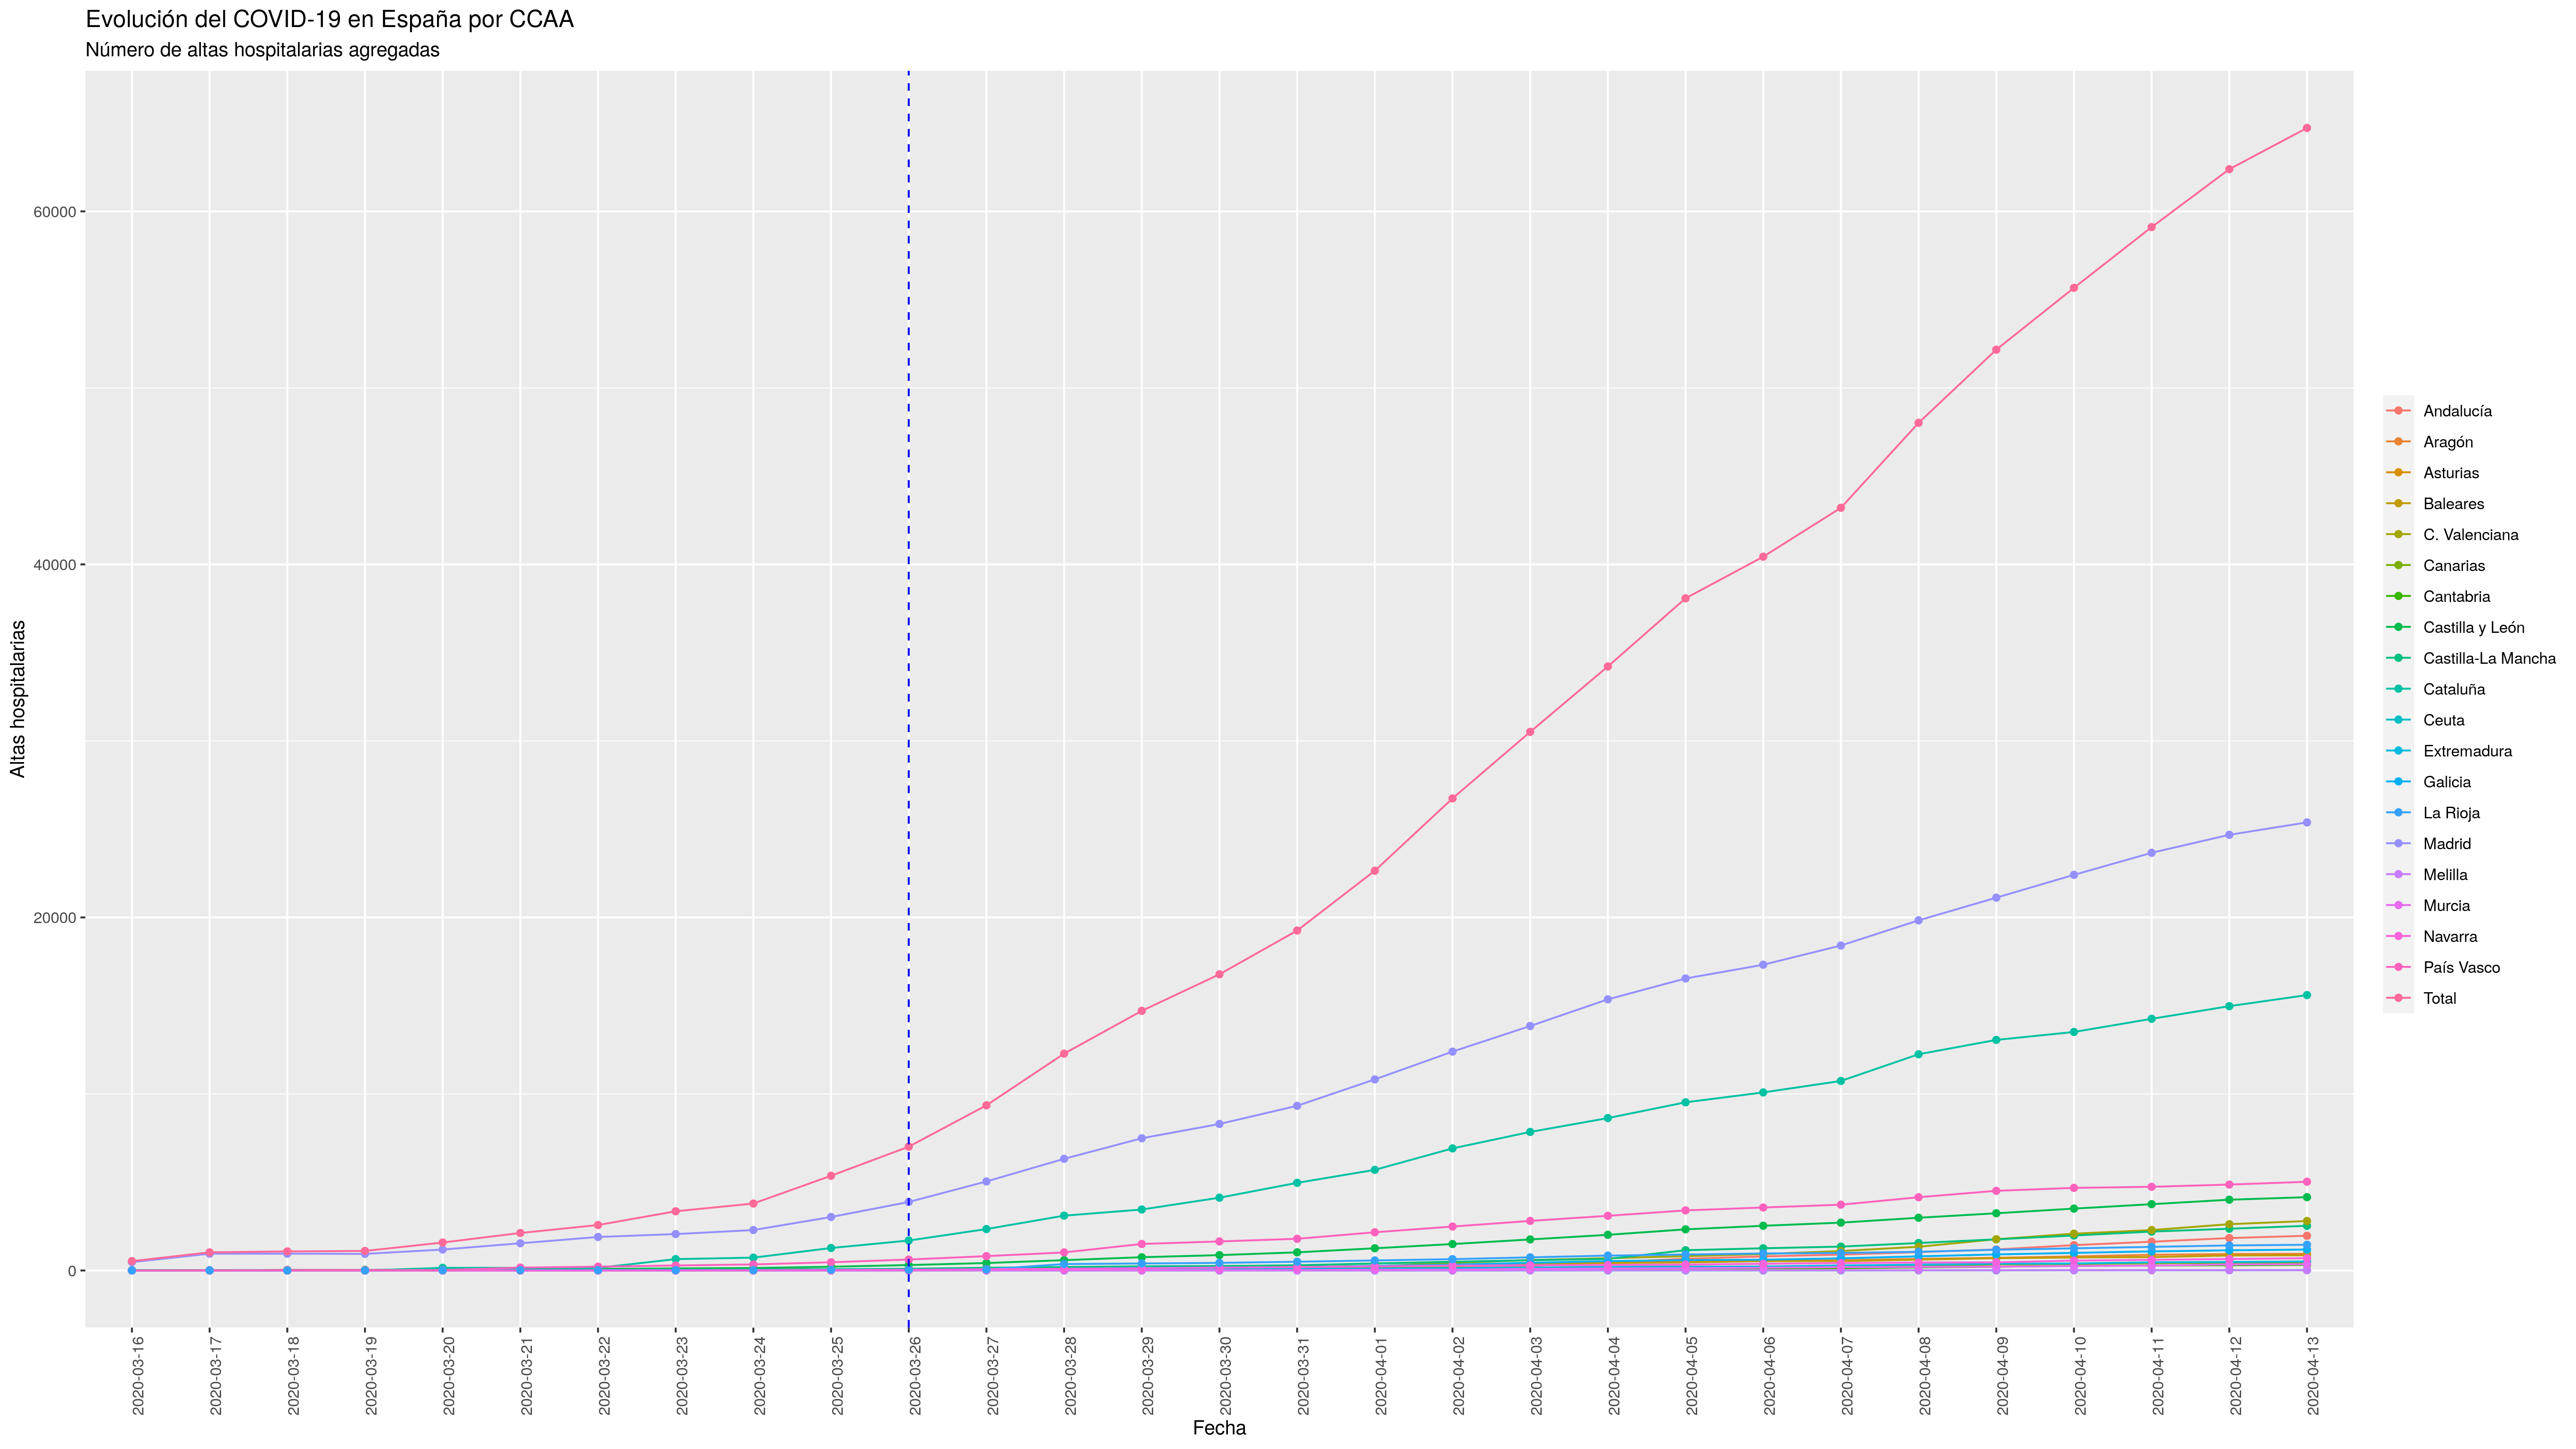 Evolución del COVID-19 en España por CCAA
Número de altas hospitalarias agregadas
Altas hospitalarias
60000
40000
20000
0
2020-03-16
2020-03-17
2020-03-18
2020-03-19
2020-03-20
2020-03-21
2020-03-22
2020-03-23
2020-03-24
2020-03-25
2020-03-26
2020-03-27
2020-03-28
2020-03-29
2020-03-30
2020-03-31
2020-04-01
2020-04-02
2020-04-03
2020-04-04
2020-04-05
2020-04-06
2020-04-07
2020-04-08
2020-04-09
2020-04-10
2020-04-11
2020-04-12
2020-04-13
Fecha
Andalucía
Aragón
Asturias
Baleares
C. Valenciana
Canarias
Cantabria
Castilla y León
Castilla-La Mancha
Cataluña
Ceuta
Extremadura
Galicia
La Rioja
Madrid
Melilla
Murcia
Navarra
País Vasco
Total